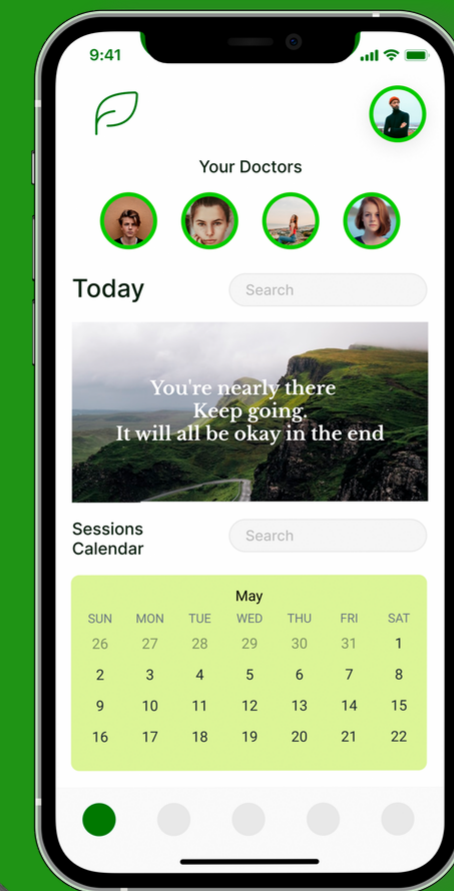 9:41
Your Doctors
Today
Search
You're nearly there
Keep going.
It will all be okay in the end
Sessions
Calendar
Search
May
SUN MON TUE WED THU FRI SAT
26 27 28 29 30 31 1
2 3 4 5 6 7 8
9 10 11 12 13 14 15
16 17 18 19 20 21 22